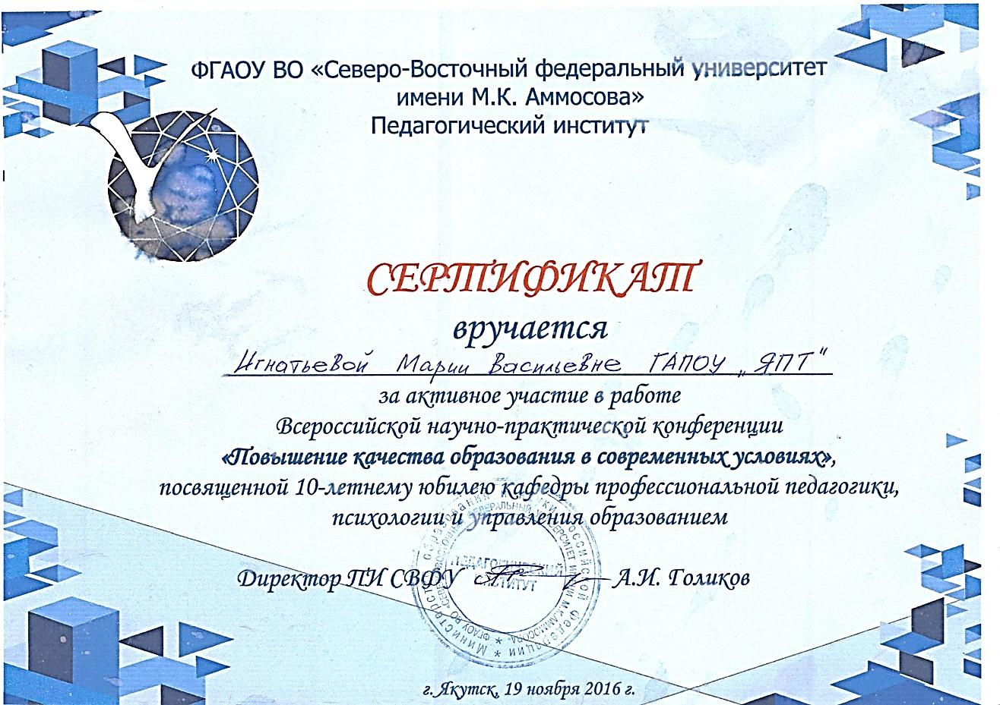 ФГАОУ ВО «Северо-Восточный федеральный университет
имени М.К. Аммосова»
Педагогический институт
СЕРТИФИКАТ
вручается
Игнатьевой Марии Васильевне ГАПОУ „ЯПТ"
за активное участие в работе
Всероссийской научно-практической конференции
«Повышение качества образования в современных условиях»,
посвященной 10-летнему юбилею кафедры профессиональной педагогики,
психологии и управления образованием
Директор ПИ СВФУ А.И. Голиков
ПЕДАГОГИЧЕСКИЙ
ИНСТИТУТ
г. Якутск, 19 ноября 2016 г.